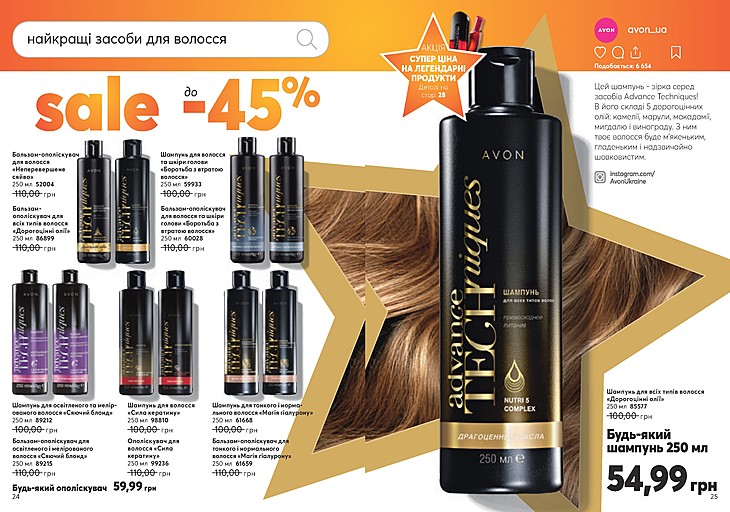 найкращі засоби для волосся
sale до -45%
АКЦІЯ
СУПЕР ЦІНА
НА ЛЕГЕНДАРНІ
ПРОДУКТИ
Деталі на
стор. 28
AVON avon_ua
Подобається: 6 654
Цей шампунь - зірка серед
засобів Advance Techniques!
В його складі 5 дорогоцінних
олій: камелії, марули, макадамії,
мигдалю і винограду. З ним
твоє волосся буде м'якеньким,
гладеньким і надзвичайно
шовковистим.
instagram.com/
AvonUkraine
Бальзам-ополіскувач
для волосся
«Неперевершене
сяйво»
250 мл 52004
110,00 грн
Бальзам-
ополіскувач для
всіх типів волосся
«Дорогоцінні олії»
250 мл 86899
110,00 грн
Шампунь для волосся
та шкіри голови
«Боротьба з втратою
волосся»
250 мл 59933
100,00 грн
Бальзам-ополіскувач
для волосся та шкіри
голови «Боротьба з
втратою волосся»
250 мл 60028
110,00 грн
Шампунь для освітленого та мелірованого волосся «Сяючий блонд»
250 мл 89212
100,00 грн
Бальзам-ополіскувач для
освітленого і мелірованого
волосся «Сяючий блонд»
250 мл 89215
110,00 грн
Шампунь для волосся
«Сила кератину»
250 мл 98810
100,00 грн
Ополіскувач для
волосся «Сила
кератину»
250 мл 99236
110,00 грн
Шампунь для тонкого і нормального волосся «Магія гіалурону»
250 мл 61668
100,00 грн
Бальзам-ополіскувач для
тонкого і нормального
волосся «Магія гіалурону»
250 мл 61659
110,00 грн
Будь-який ополіскувач 59,99 грн
24
AVON
advance
TECHniques
ШАМПУНЬ
для всех типов волос
превосходное
питание
NUTRI 5
COMPLEX
ДРАГОЦЕННЫЕ МАСЛА
250 мл e
Шампунь для всіх типів волосся
«Дорогоцінні олії»
250 мл 85577
100,00 грн
Будь-який
шампунь 250 мл
54,99 грн
25